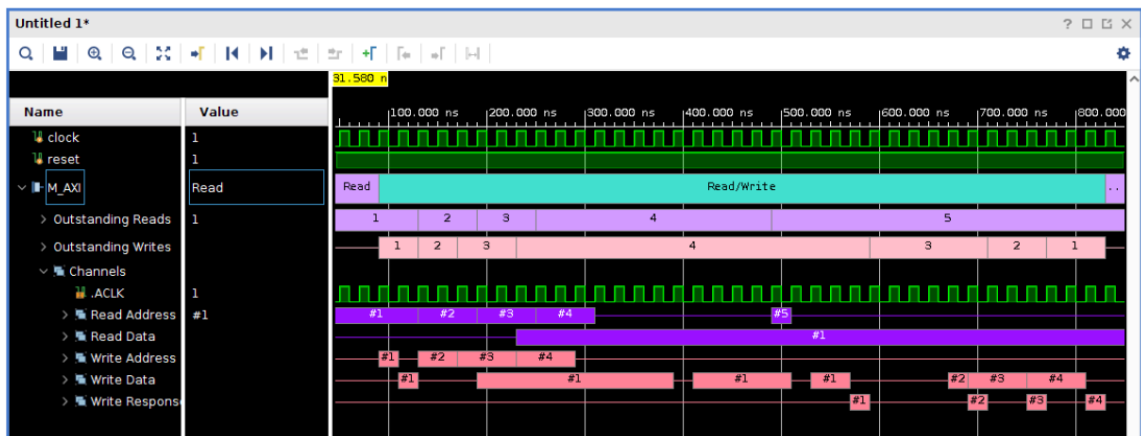 Untitled 1*
?
31.580 n
Name Value
100.000 ns 200.000 ns 300.000 ns 400.000 ns 500.000 ns 600.000 ns 700.000 ns 800.000
clock 1
reset 1
M_AXI Read Read Read/Write ..
Outstanding Reads 1 1 2 3 4 5
Outstanding Writes 1 2 3 4 3 2 1
Channels
.ACLK 1
Read Address #1 #1 #2 #3 #4 #5
Read Data #1
Write Address #1 #2 #3 #4
Write Data #1 #1 #1 #1 #2 #3 #4
Write Respons #1 #2 #3 #4